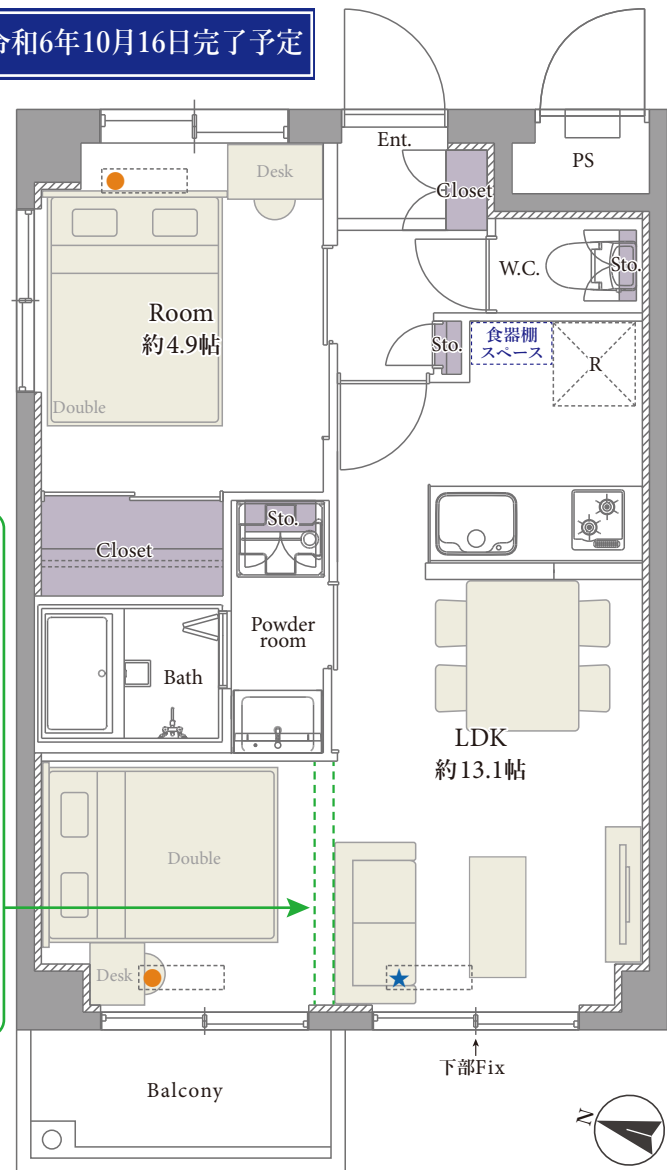 令和6年10月16日完了予定
Ent.
PS
Desk
Closet
W.C.
Sto.
Room
約4.9帖
Sto.
食器棚
スペース
R
Double
Sto.
Closet
Powder
room
Bath
LDK
約13.1帖
Double
Desk
下部Fix
Balcony
N